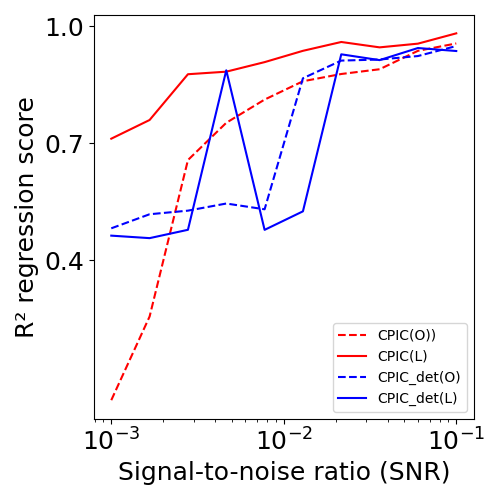 1.0
0.7
0.4
R² regression score
10⁻³
10⁻²
10⁻¹
Signal-to-noise ratio (SNR)
CPIC(O))
CPIC(L)
CPIC_det(O)
CPIC_det(L)